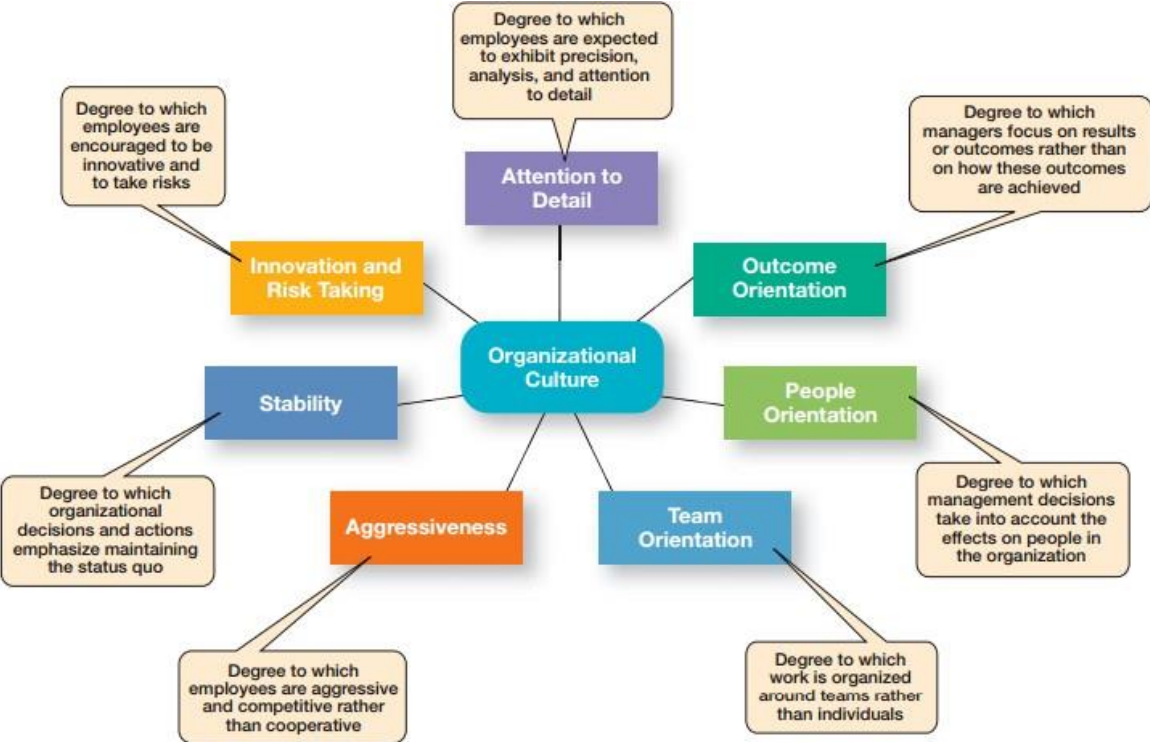 Degree to which
employees are expected
to exhibit precision,
analysis, and attention
to detail
Attention to
Detail
Degree to which
employees are
encouraged to be
innovative and
to take risks
Innovation and
Risk Taking
Degree to which
managers focus on results
or outcomes rather than
on how these outcomes
are achieved
Outcome
Orientation
Organizational
Culture
Stability
Degree to which
organizational
decisions and actions
emphasize maintaining
the status quo
People
Orientation
Degree to which
management decisions
take into account the
effects on people in
the organization
Aggressiveness
Degree to which
employees are aggressive
and competitive rather
than cooperative
Team
Orientation
Degree to which
work is organized
around teams rather
than individuals